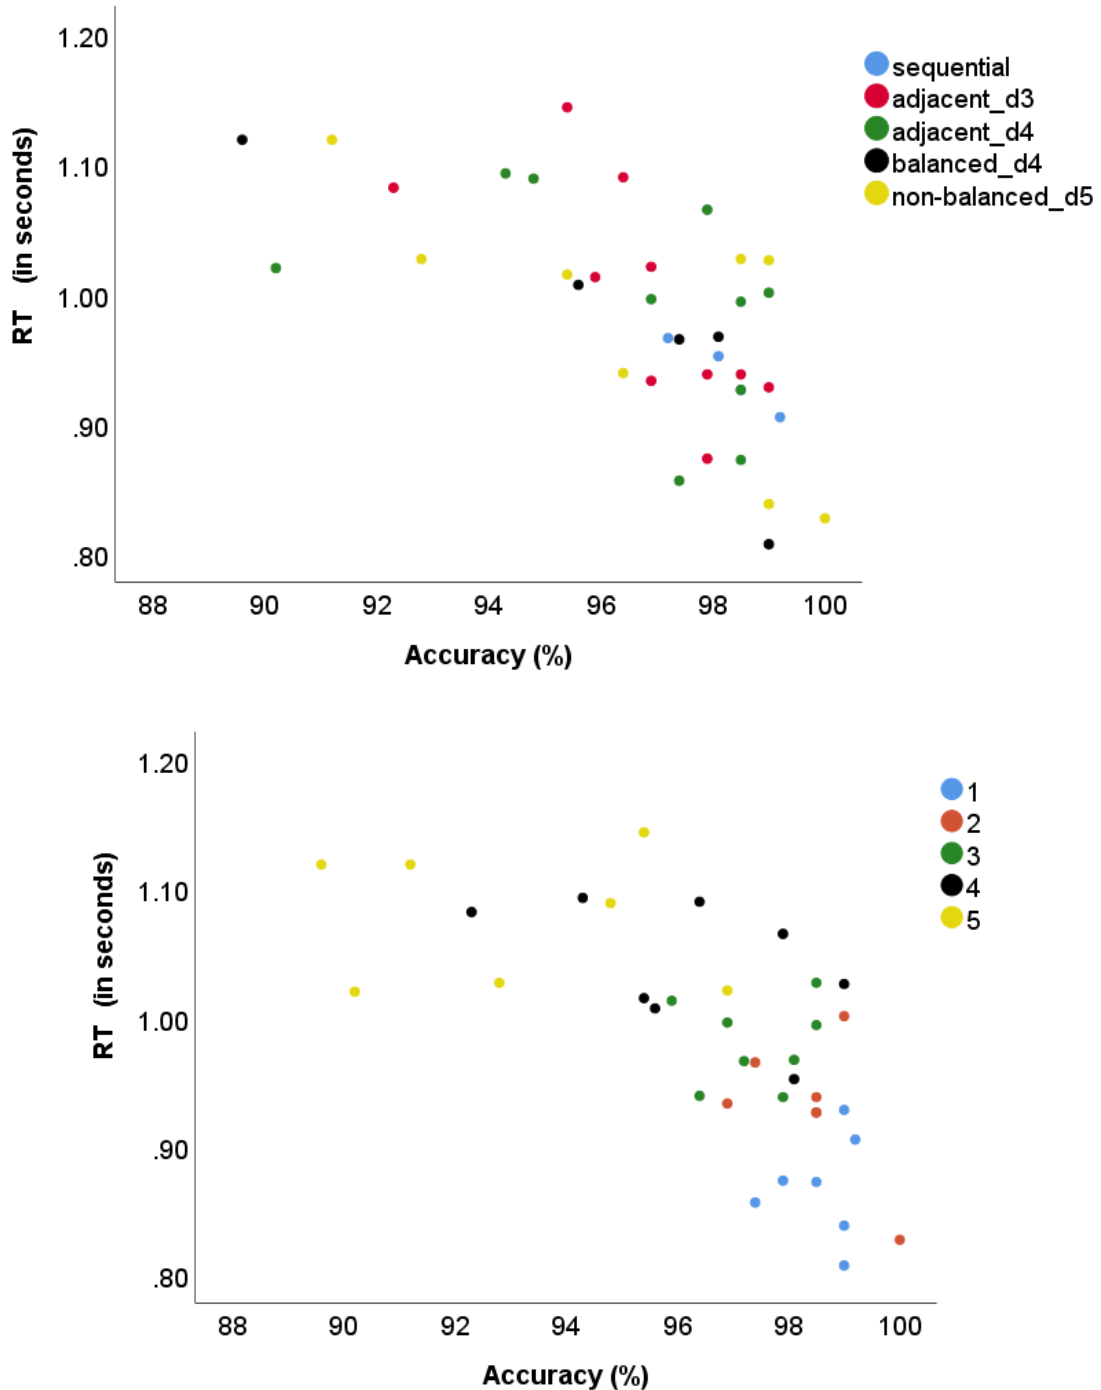 1.20
1.10
1.00
.90
.80
RT (in seconds)
88 90 92 94 96 98 100
Accuracy (%)
sequential
adjacent_d3
adjacent_d4
balanced_d4
non-balanced_d5
1.20
1.10
1.00
.90
.80
RT (in seconds)
88 90 92 94 96 98 100
Accuracy (%)
1
2
3
4
5